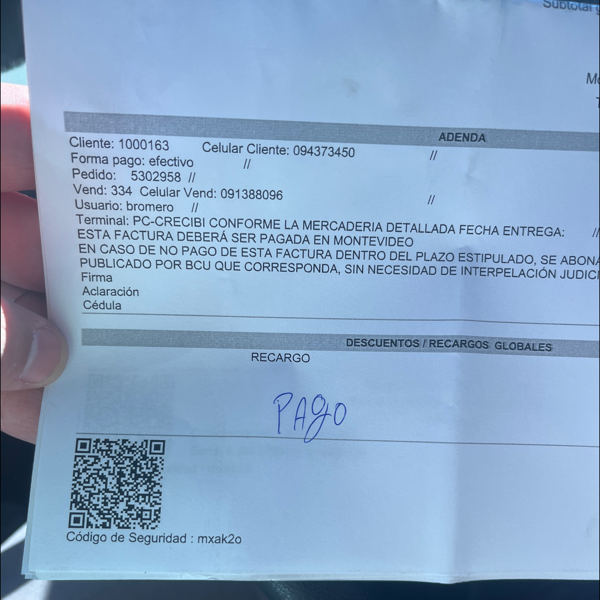 Subtotal g
Mo
T
ADENDA
Cliente: 1000163 Celular Cliente: 094373450 //
Forma pago: efectivo //
Pedido: 5302958 //
Vend: 334 Celular Vend: 091388096 //
Usuario: bromero //
Terminal: PC-CRECIBI CONFORME LA MERCADERIA DETALLADA FECHA ENTREGA: //
ESTA FACTURA DEBERÁ SER PAGADA EN MONTEVIDEO
EN CASO DE NO PAGO DE ESTA FACTURA DENTRO DEL PLAZO ESTIPULADO, SE ABONA
PUBLICADO POR BCU QUE CORRESPONDA, SIN NECESIDAD DE INTERPELACIÓN JUDICI
Firma
Aclaración
Cédula
DESCUENTOS / RECARGOS GLOBALES
RECARGO
PAgO
Código de Seguridad : mxak2o